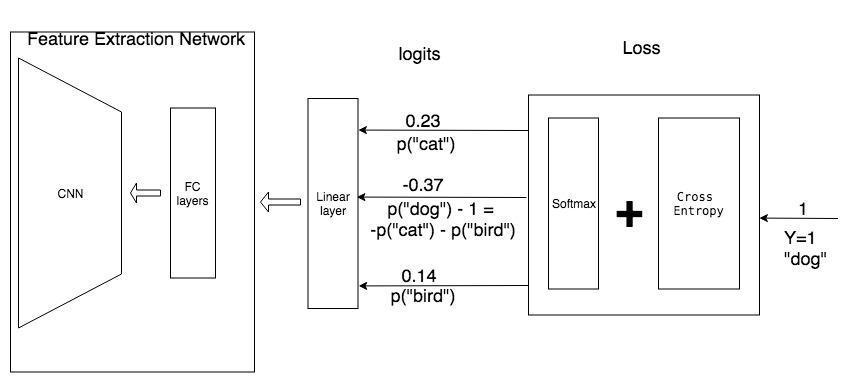 Feature Extraction Network
logits
Loss
CNN
FC
layers
Linear
layer
0.23
p("cat")
-0.37
p("dog") - 1 =
-p("cat") - p("bird")
0.14
p("bird")
Softmax
+
Cross
Entropy
1
Y=1
"dog"